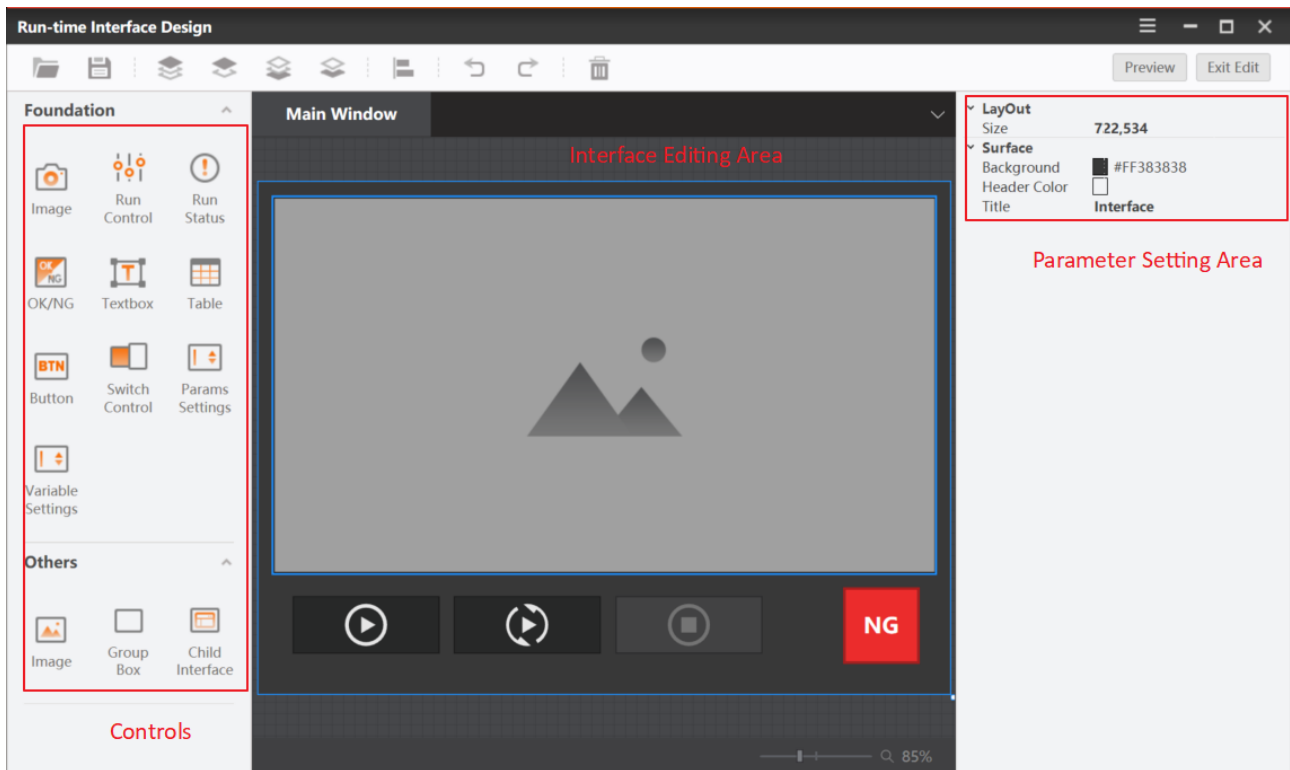 Run-time Interface Design
Preview Exit Edit
Foundation
Image
Run
Control
Run
Status
OK
NG
OK/NG
T
Textbox
Table
BTN
Button
Switch
Control
Params
Settings
Variable
Settings
Others
Image
Group
Box
Child
Interface
Controls
Main Window
Interface Editing Area
NG
85%
LayOut
Size 722,534
Surface
Background #FF383838
Header Color
Title Interface
Parameter Setting Area